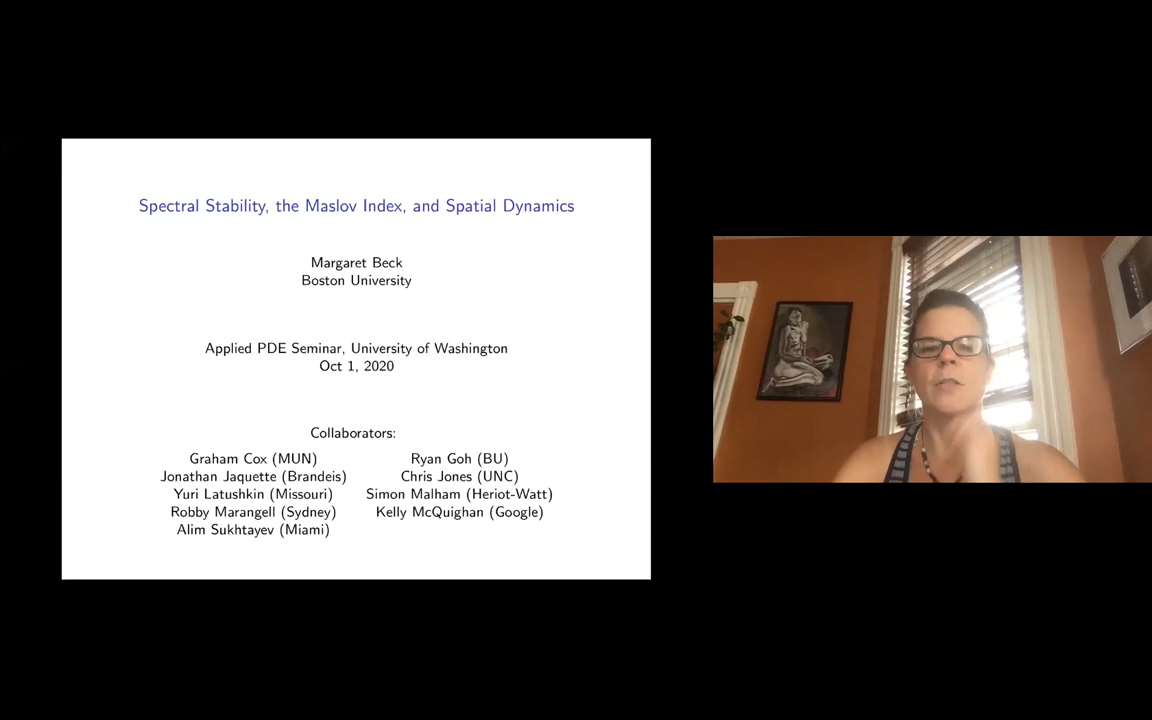 Spectral Stability, the Maslov Index, and Spatial Dynamics
Margaret Beck
Boston University
Applied PDE Seminar, University of Washington
Oct 1, 2020
Collaborators:
Graham Cox (MUN)
Jonathan Jaquette (Brandeis)
Yuri Latushkin (Missouri)
Robby Marangell (Sydney)
Alim Sukhtayev (Miami)
Ryan Goh (BU)
Chris Jones (UNC)
Simon Malham (Heriot-Watt)
Kelly McQuighan (Google)